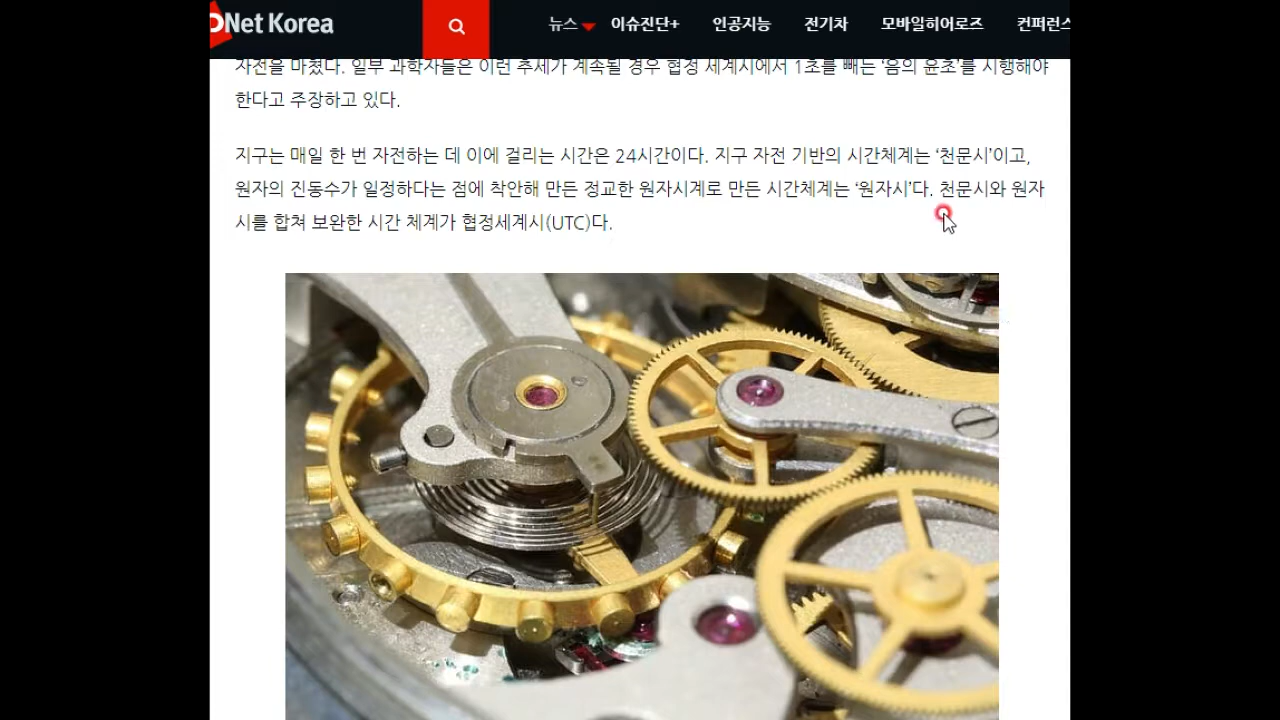 Net Korea
뉴스 이슈진단+ 인공지능 전기차 모바일히어로즈 컨퍼런스
자전을 마쳤다. 일부 과학자들은 이런 추세가 계속될 경우 협정 세계시에서 1초를 빼는 ‘음의 윤초’를 시행해야
한다고 주장하고 있다.
지구는 매일 한 번 자전하는 데 이에 걸리는 시간은 24시간이다. 지구 자전 기반의 시간체계는 ‘천문시’이고,
원자의 진동수가 일정하다는 점에 착안해 만든 정교한 원자시계로 만든 시간체계는 ‘원자시’다. 천문시와 원자
시를 합쳐 보완한 시간 체계가 협정세계시(UTC)다.